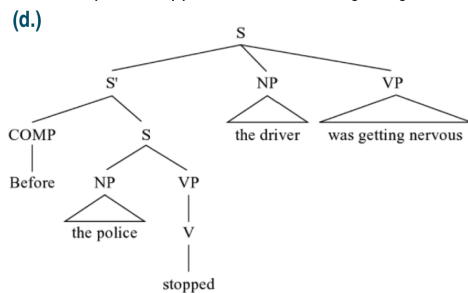 (d.)
S
S' NP VP
COMP S the driver was getting nervous
Before NP VP
the police V
stopped